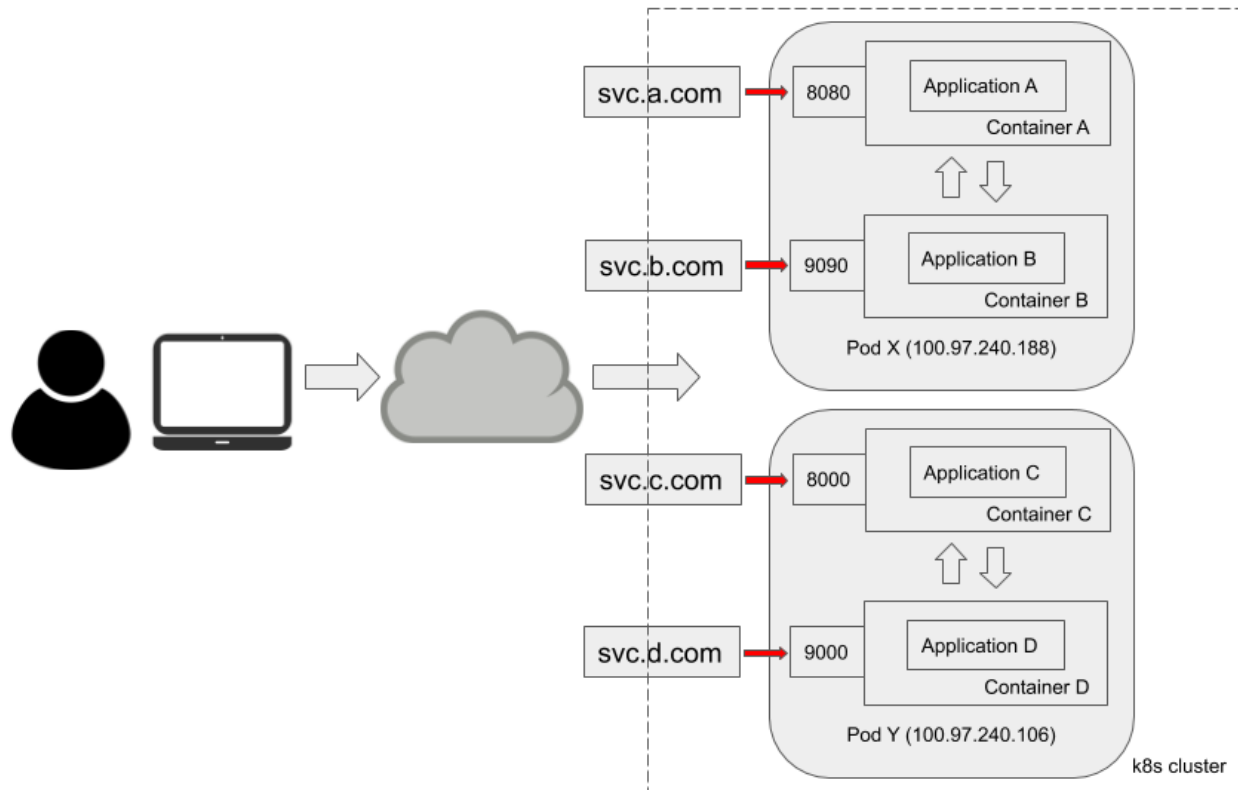 svc.a.com
8080
Application A
Container A
svc.b.com
9090
Application B
Container B
Pod X (100.97.240.188)
svc.c.com
8000
Application C
Container C
svc.d.com
9000
Application D
Container D
Pod Y (100.97.240.106)
k8s cluster